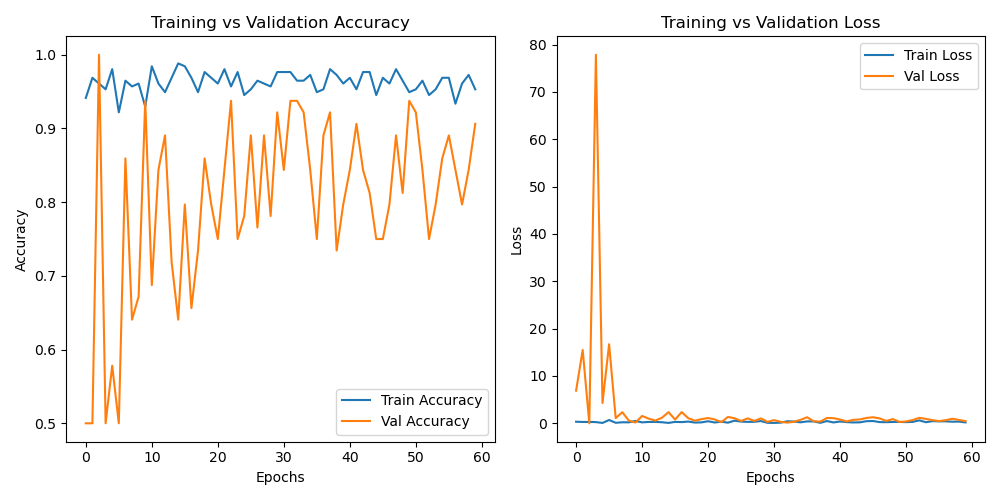 Training vs Validation Accuracy
1.0
0.9
0.8
0.7
0.6
0.5
Accuracy
0 10 20 30 40 50 60
Epochs
Train Accuracy
Val Accuracy
Training vs Validation Loss
80
70
60
50
40
30
20
10
0
Loss
0 10 20 30 40 50 60
Epochs
Train Loss
Val Loss